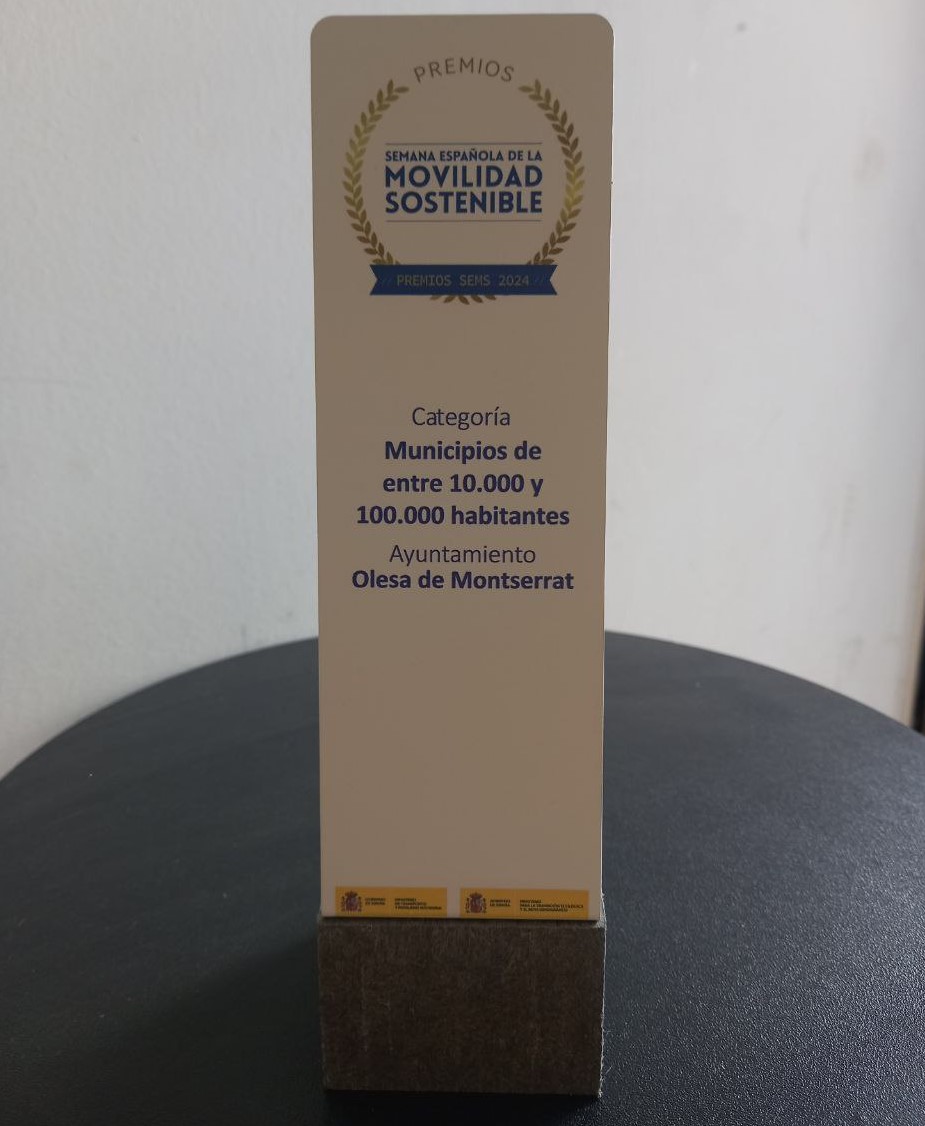 PREMIOS
SEMANA ESPAÑOLA DE LA
MOVILIDAD
SOSTENIBLE
PREMIOS SEMS 2024
Categoría
Municipios de
entre 10.000 y
100.000 habitantes
Ayuntamiento
Olesa de Montserrat